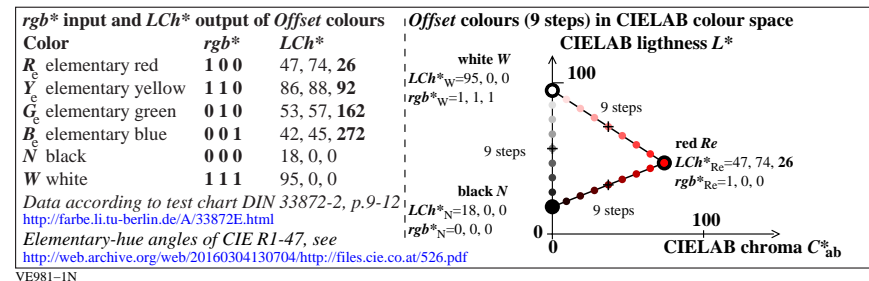 rgb* input and LCh* output of Offset colours
Color rgb* LCh*
Re elementary red 1 0 0 47, 74, 26
Ye elementary yellow 1 1 0 86, 88, 92
Ge elementary green 0 1 0 53, 57, 162
Be elementary blue 0 0 1 42, 45, 272
N black 0 0 0 18, 0, 0
W white 1 1 1 95, 0, 0
Data according to test chart DIN 33872-2, p.9-12
http://farbe.li.tu-berlin.de/A/33872E.html
Elementary-hue angles of CIE R1-47, see
http://web.archive.org/web/20160304130704/http://files.cie.co.at/526.pdf
Offset colours (9 steps) in CIELAB colour space
CIELAB ligthness L*
white W
LCh*W=95, 0, 0
rgb*W=1, 1, 1
100
9 steps
9 steps
red Re
LCh*Re=47, 74, 26
rgb*Re=1, 0, 0
black N
LCh*N=18, 0, 0
rgb*N=0, 0, 0
9 steps
0
0
100
CIELAB chroma C*ab
VE981−1N